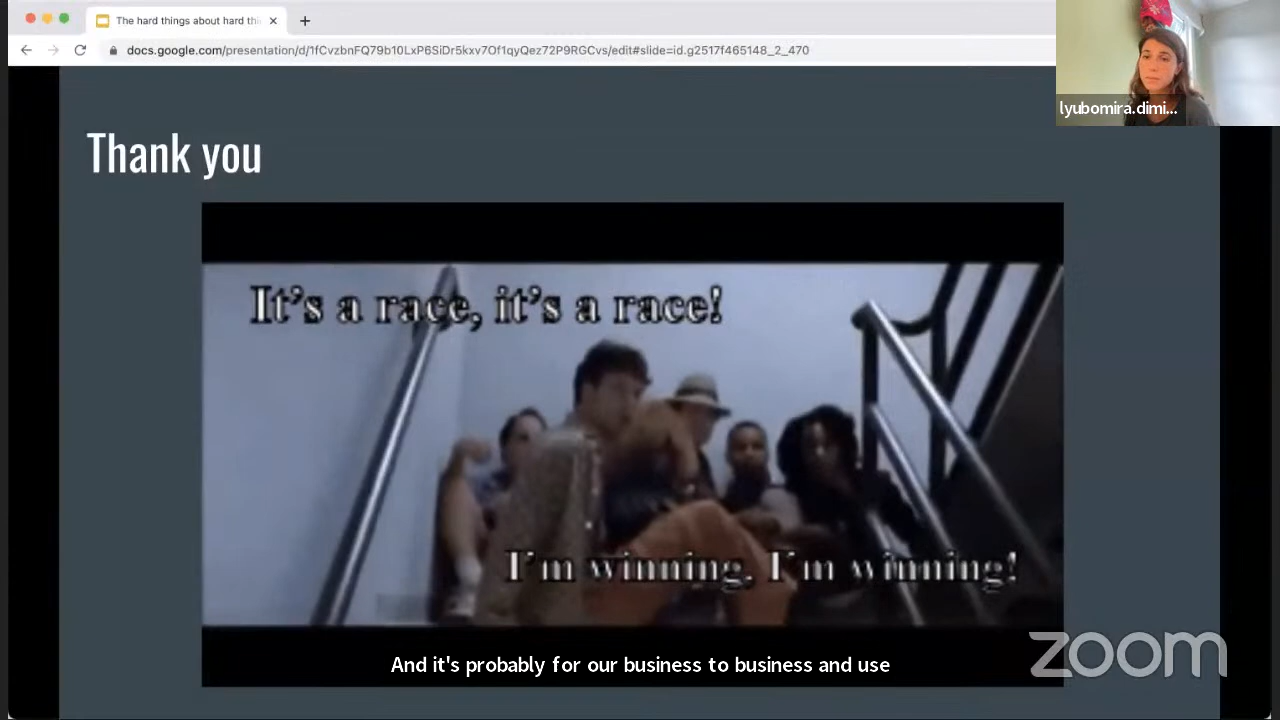 The hard things about hard thi
docs.google.com/presentation/d/1fCvzbnFQ79b10LxP6SiDr5kxv7Of1qyQez72P9RGCvs/edit#slide=id.g2517f465148_2_470
lyubomira.dimi...
Thank you
It's a race, it's a race!
I'm winning, I'm winning!
And it's probably for our business to business and use
zoom